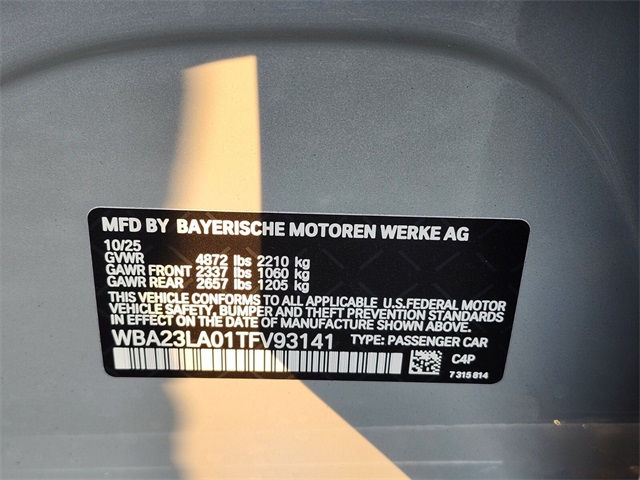 MFD BY BAYERISCHE MOTOREN WERKE AG
10/25
GVWR 4872 lbs 2210 kg
GAWR FRONT 2337 lbs 1060 kg
GAWR REAR 2657 lbs 1205 kg
THIS VEHICLE CONFORMS TO ALL APPLICABLE U.S.FEDERAL MOTOR
VEHICLE SAFETY, BUMPER, AND THEFT PREVENTION STANDARDS
IN EFFECT ON THE DATE OF MANUFACTURE SHOWN ABOVE.
WBA23LA01TFV93141 TYPE: PASSENGER CAR
C4P
7 315 814